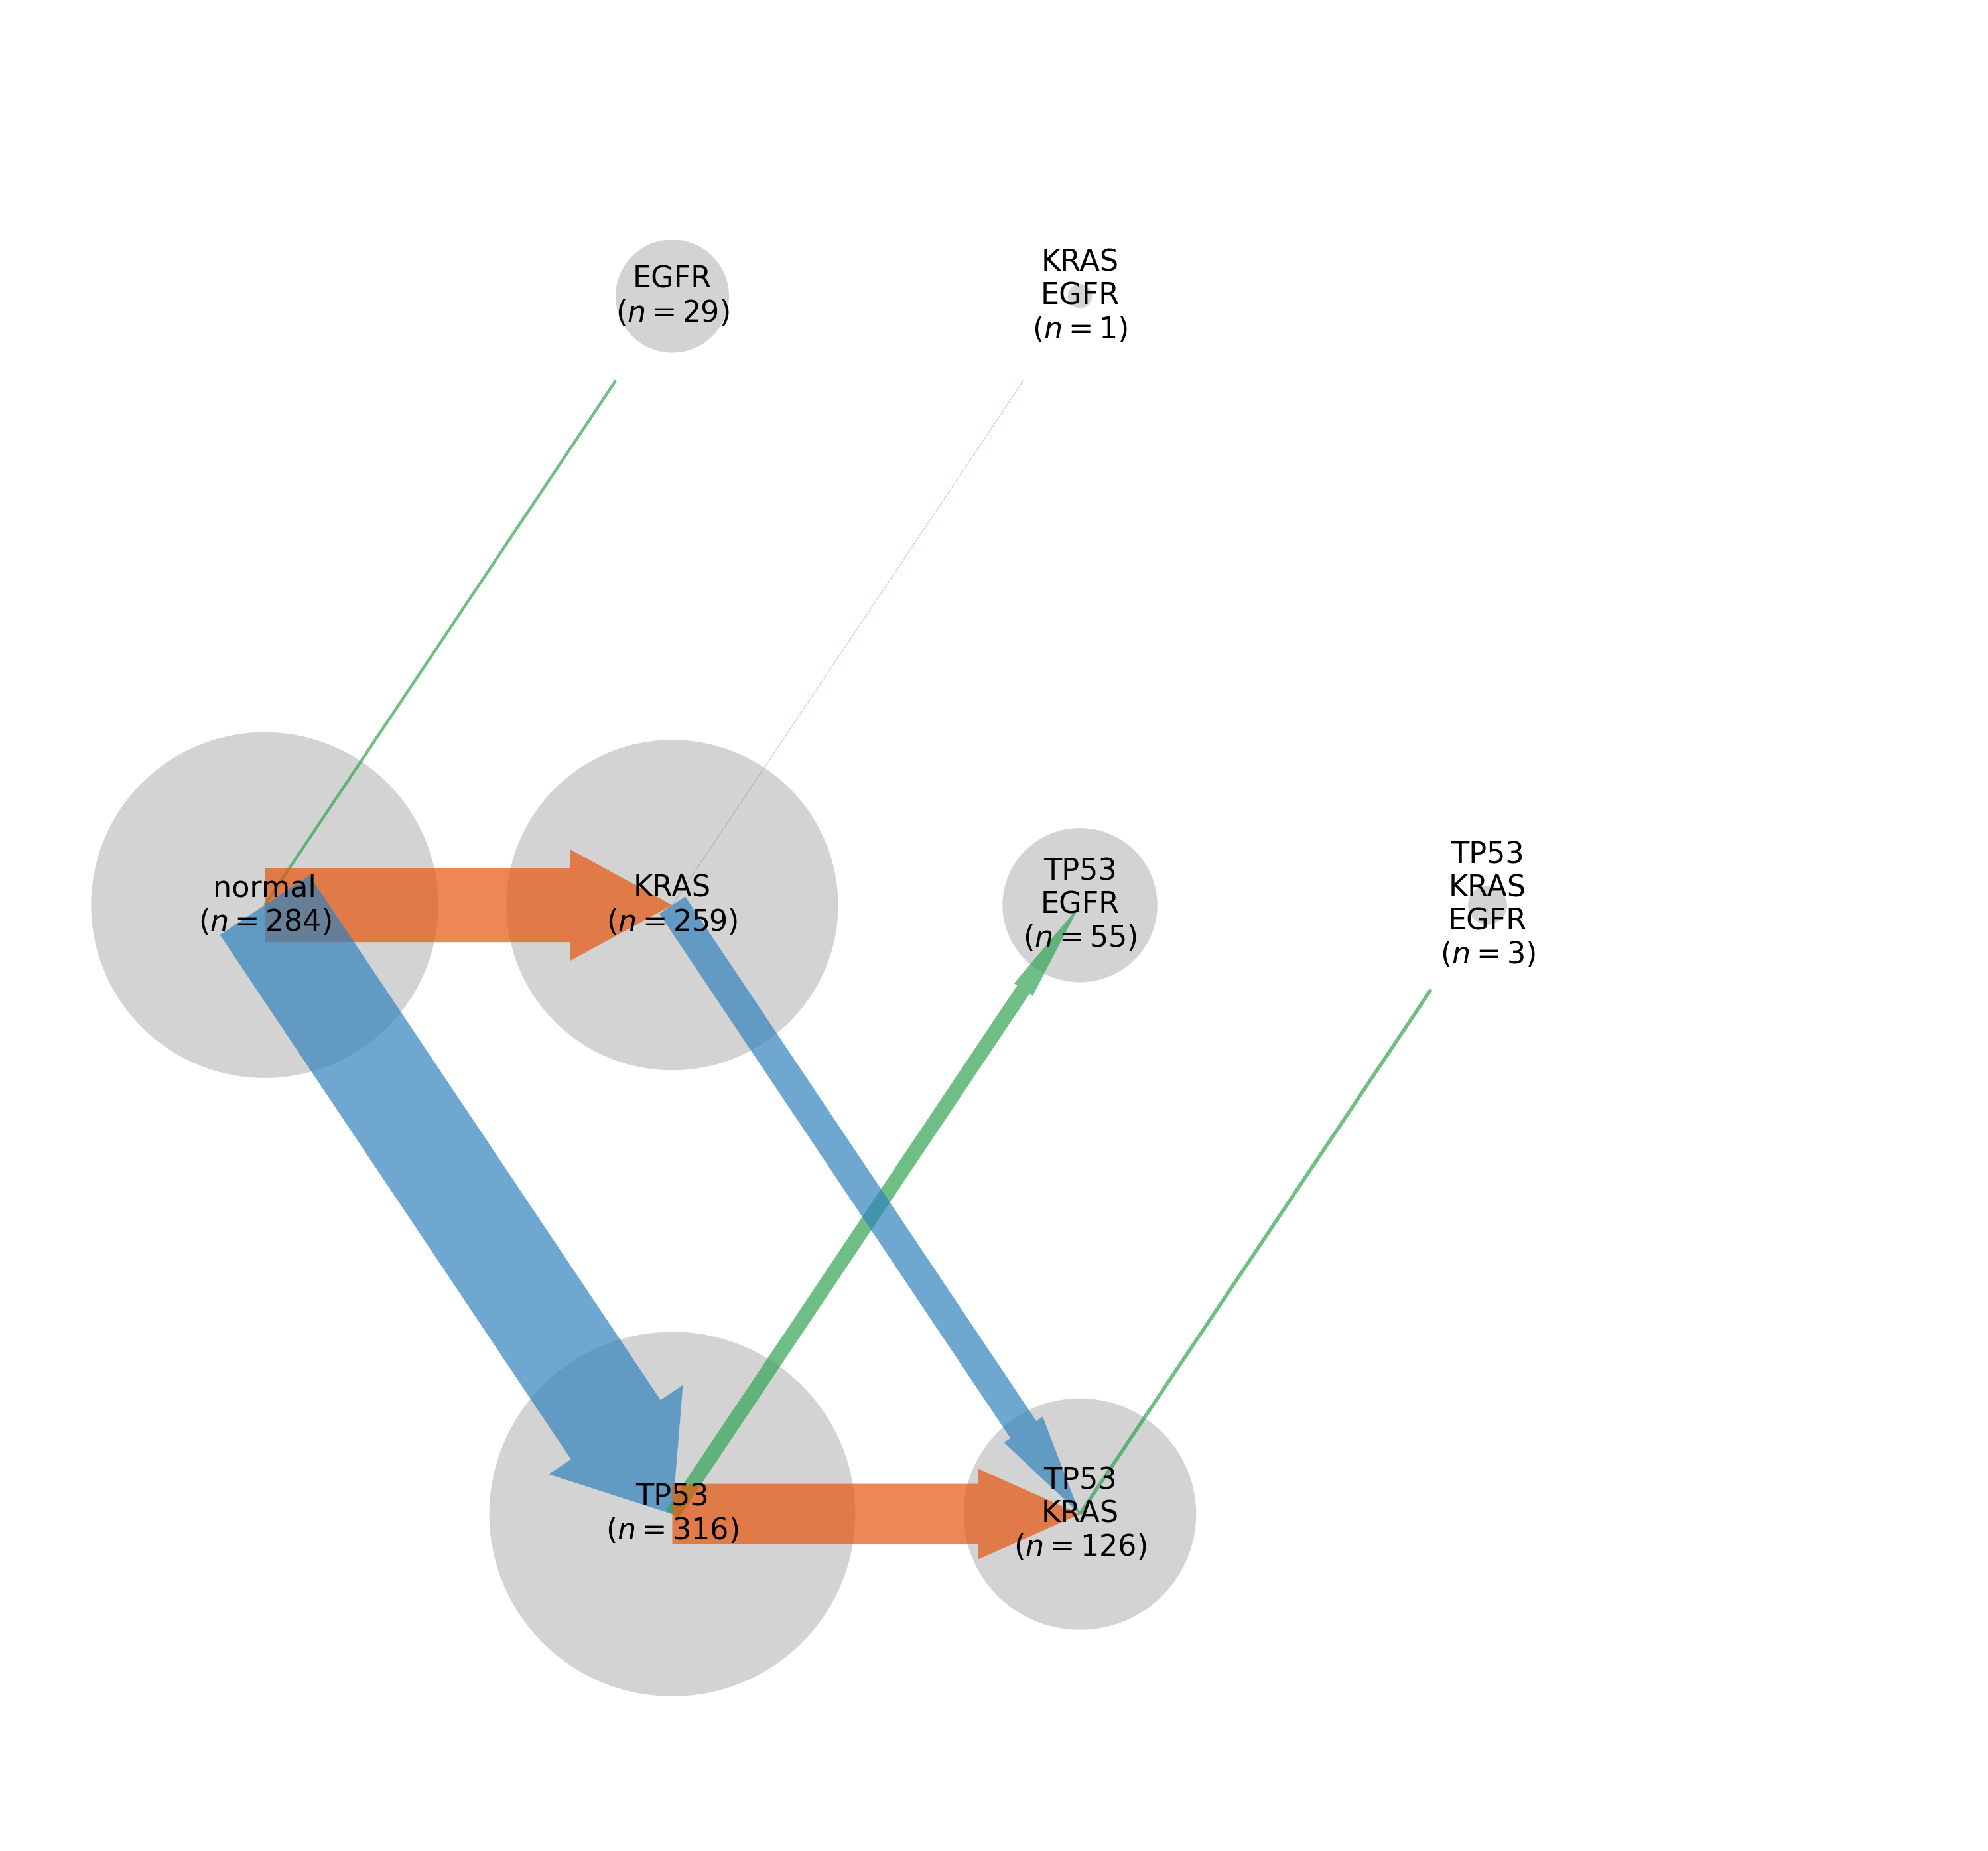 EGFR
(n = 29)
KRAS
EGFR
(n = 1)
normal
(n = 284)
KRAS
(n = 259)
TP53
EGFR
(n = 55)
TP53
KRAS
EGFR
(n = 3)
TP53
(n = 316)
TP53
KRAS
(n = 126)